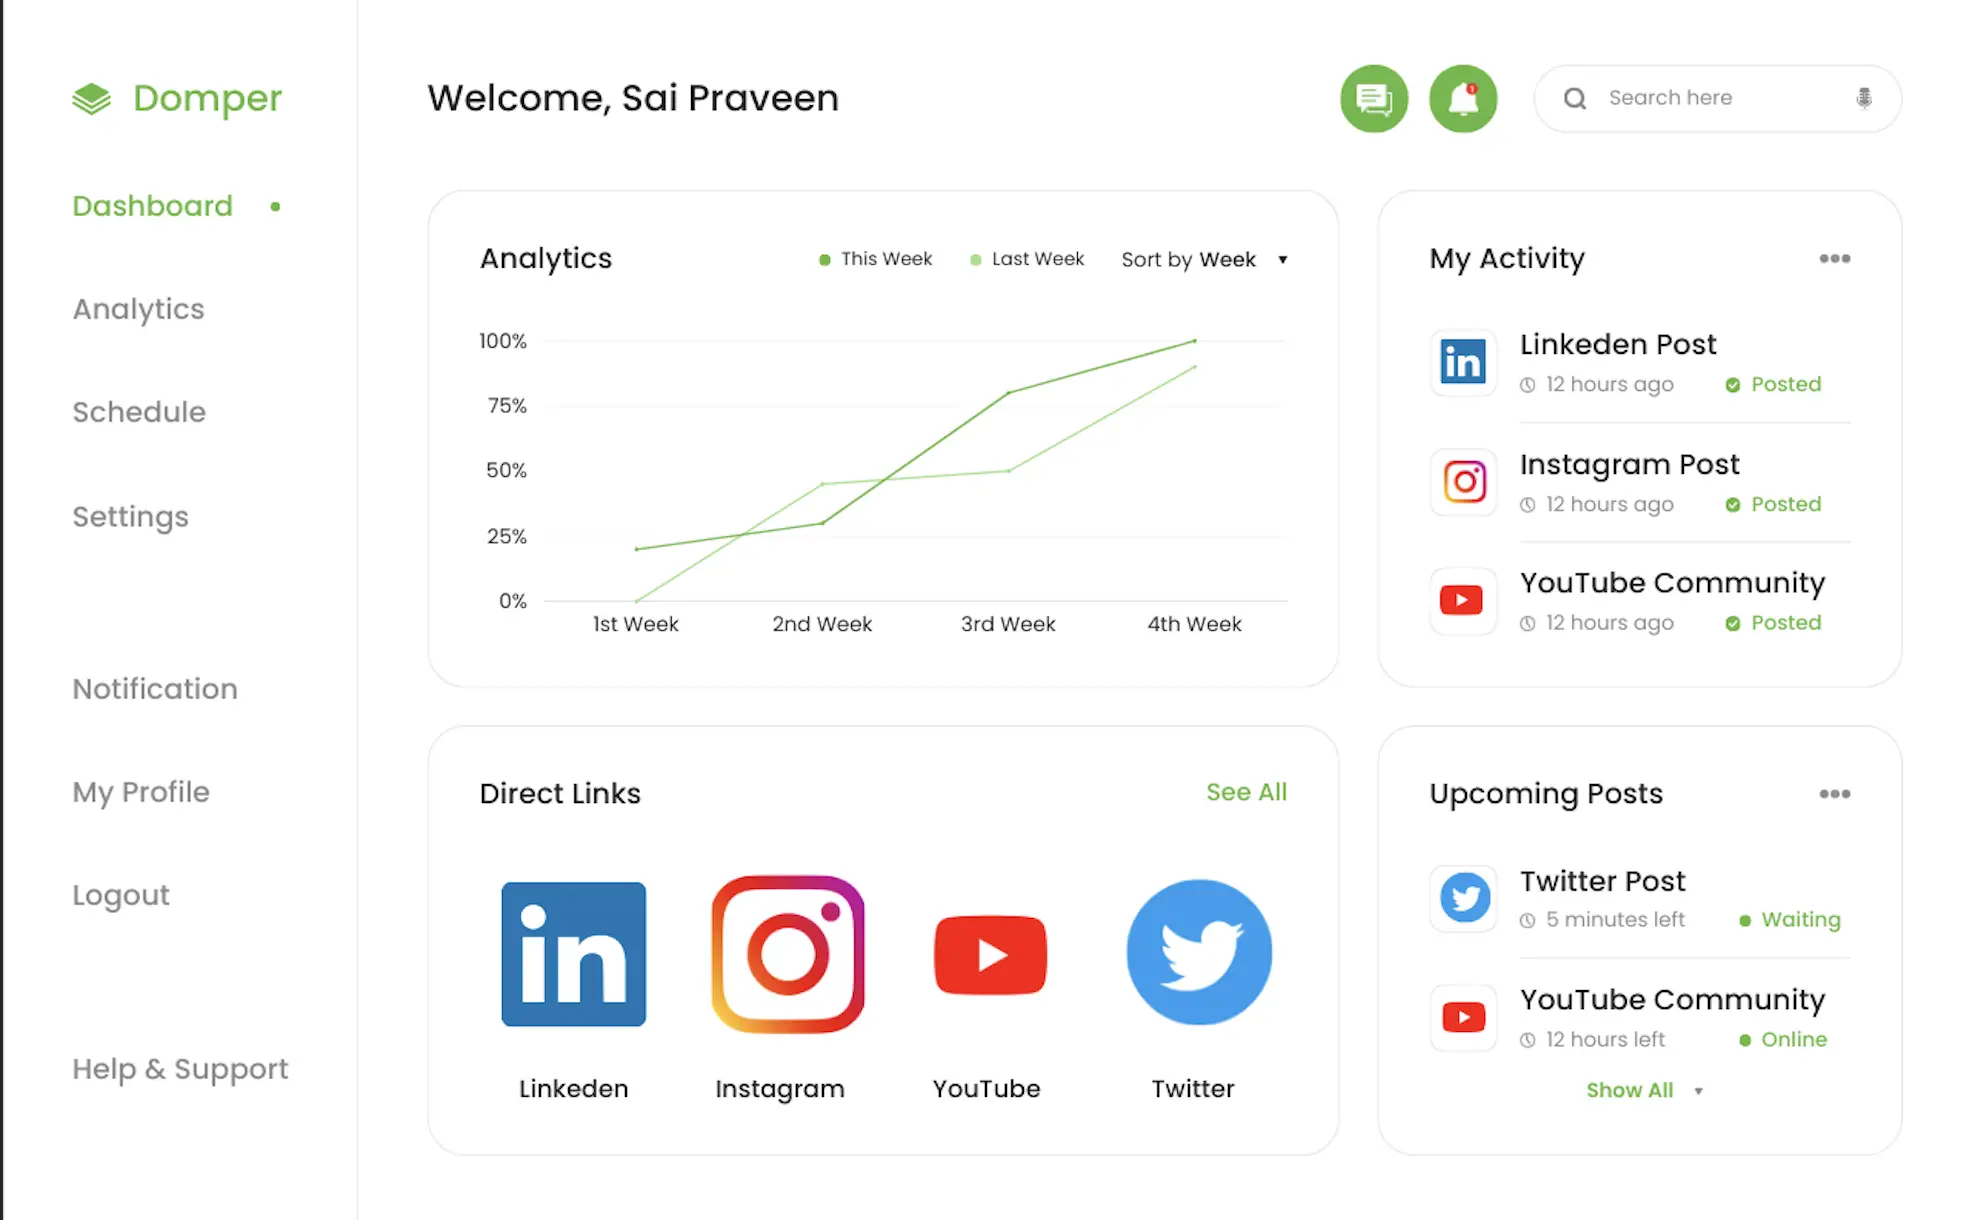 Domper
Dashboard
Analytics
Schedule
Settings
Notification
My Profile
Logout
Help & Support
Welcome, Sai Praveen
1
Search here
Analytics
This Week
Last Week
Sort by Week
100%
75%
50%
25%
0%
1st Week
2nd Week
3rd Week
4th Week
My Activity
in
Linkeden Post
12 hours ago
Posted
Instagram Post
12 hours ago
Posted
YouTube Community
12 hours ago
Posted
Direct Links
See All
in
Linkeden
Instagram
YouTube
Twitter
Upcoming Posts
Twitter Post
5 minutes left
Waiting
YouTube Community
12 hours left
Online
Show All